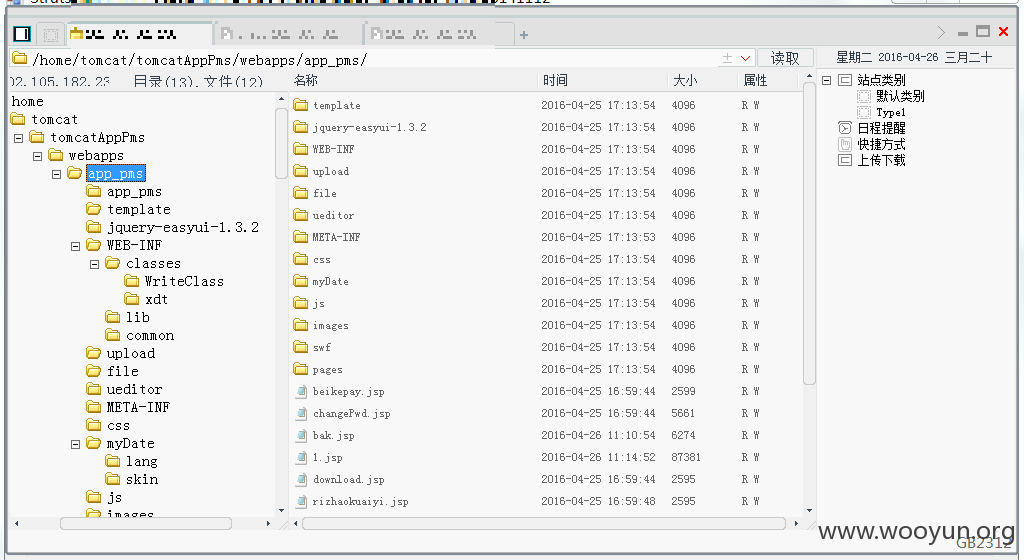 /home/tomcat/tomcatAppPms/webapps/app_pms/
读取
星期二 2016-04-26 三月二十
02.105.182.23
目录(13),文件(12)
名称 时间 大小 属性
home
tomcat
tomcatAppPms
webapps
app_pms
app_pms
template
jquery-easyui-1.3.2
WEB-INF
classes
WriteClass
xdt
lib
common
upload
file
ueditor
META-INF
css
myDate
lang
skin
js
images
template 2016-04-25 17:13:54 4096 R W
jquery-easyui-1.3.2 2016-04-25 17:13:54 4096 R W
WEB-INF 2016-04-25 17:13:54 4096 R W
upload 2016-04-25 17:13:54 4096 R W
file 2016-04-25 17:13:54 4096 R W
ueditor 2016-04-25 17:13:54 4096 R W
META-INF 2016-04-25 17:13:53 4096 R W
css 2016-04-25 17:13:54 4096 R W
myDate 2016-04-25 17:13:54 4096 R W
js 2016-04-25 17:13:54 4096 R W
images 2016-04-25 17:13:54 4096 R W
swf 2016-04-25 17:13:54 4096 R W
pages 2016-04-25 17:13:54 4096 R W
beikepay.jsp 2016-04-25 16:59:44 2599 R W
changePwd.jsp 2016-04-25 16:59:44 5661 R W
bak.jsp 2016-04-26 11:10:54 6274 R W
1.jsp 2016-04-26 11:14:52 87381 R W
download.jsp 2016-04-25 16:59:44 2595 R W
rizhaokuaiyi.jsp 2016-04-25 16:59:48 2595 R W
站点类别
默认类别
Type1
日程提醒
快捷方式
上传下载
www.wooyun.org
GB2312